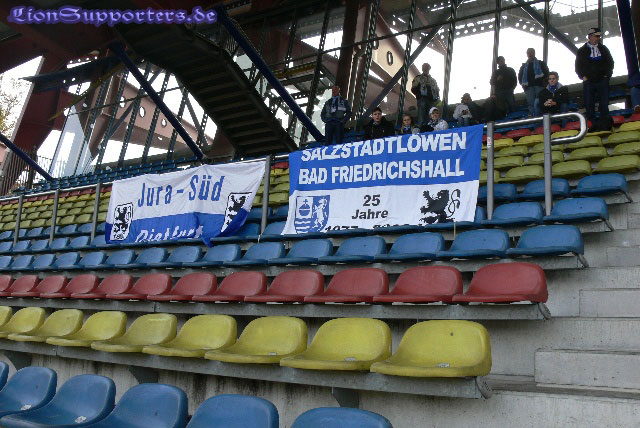 LionSupporters.de
Jura - Süd
SALZSTADTLÖWEN
BAD FRIEDRICHSHALL
25
Jahre